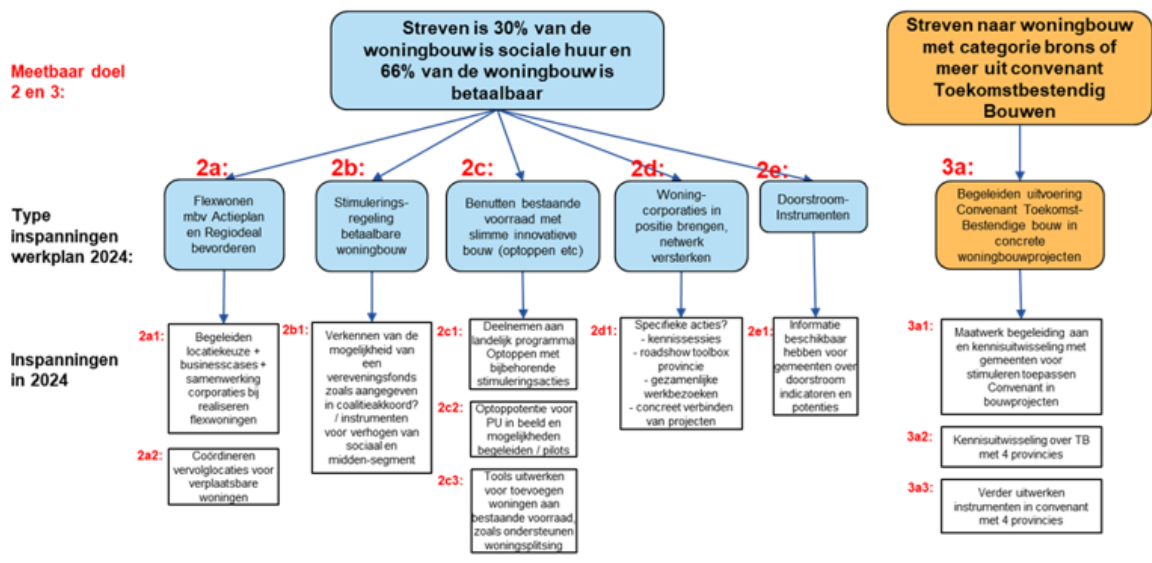 Meetbaar doel
2 en 3:
Streven is 30% van de
woningbouw is sociale huur en
66% van de woningbouw is
betaalbaar
Streven naar woningbouw
met categorie brons of
meer uit convenant
Toekomstbestendig
Bouwen
Type
inspanningen
werkplan 2024:
2a:
Flexwonen
mbv Actieplan
en Regiodeal
bevorderen
2b:
Stimulerings-
regeling
betaalbare
woningbouw
2c:
Benutten bestaande
voorraad met
slimme innovatieve
bouw (optoppen etc)
2d:
Woning-
corporaties in
positie brengen,
netwerk
versterken
2e:
Doorstroom-
Instrumenten
3a:
Begeleiden uitvoering
Convenant Toekomst-
Bestendige bouw in
concrete
woningbouwprojecten
Inspanningen
in 2024
2a1:
Begeleiden
locatiekeuze +
businesscases +
samenwerking
corporaties bij
realiseren
flexwoningen
2a2:
Coördineren
vervolglocaties voor
verplaatsbare
woningen
2b1:
Verkennen van de
mogelijkheid van
een
vereveningsfonds
zoals aangegeven
in coalitieakkoord?
/ instrumenten
voor verhogen van
sociaal en
midden-segment
2c1:
Deelnemen aan
landelijk programma
Optoppen met
bijbehorende
stimuleringsacties
2c2:
Optoppotentie voor
PU in beeld en
mogelijkheden
begeleiden / pilots
2c3:
Tools uitwerken
voor toevoegen
woningen aan
bestaande voorraad,
zoals ondersteunen
woningsplitsing
2d1:
Specifieke acties?
- kennissessies
- roadshow toolbox
provincie
- gezamenlijke
werkbezoeken
- concreet verbinden
van projecten
2e1:
Informatie
beschikbaar
hebben voor
gemeenten over
doorstroom
indicatoren en
potenties
3a1
Maatwerk begeleiding aan
en kennisuitwisseling met
gemeenten voor
stimuleren toepassen
Convenant in
bouwprojecten
3a2:
Kennisuitwisseling over TB
met 4 provincies
3a3:
Verder uitwerken
instrumenten in convenant
met 4 provincies